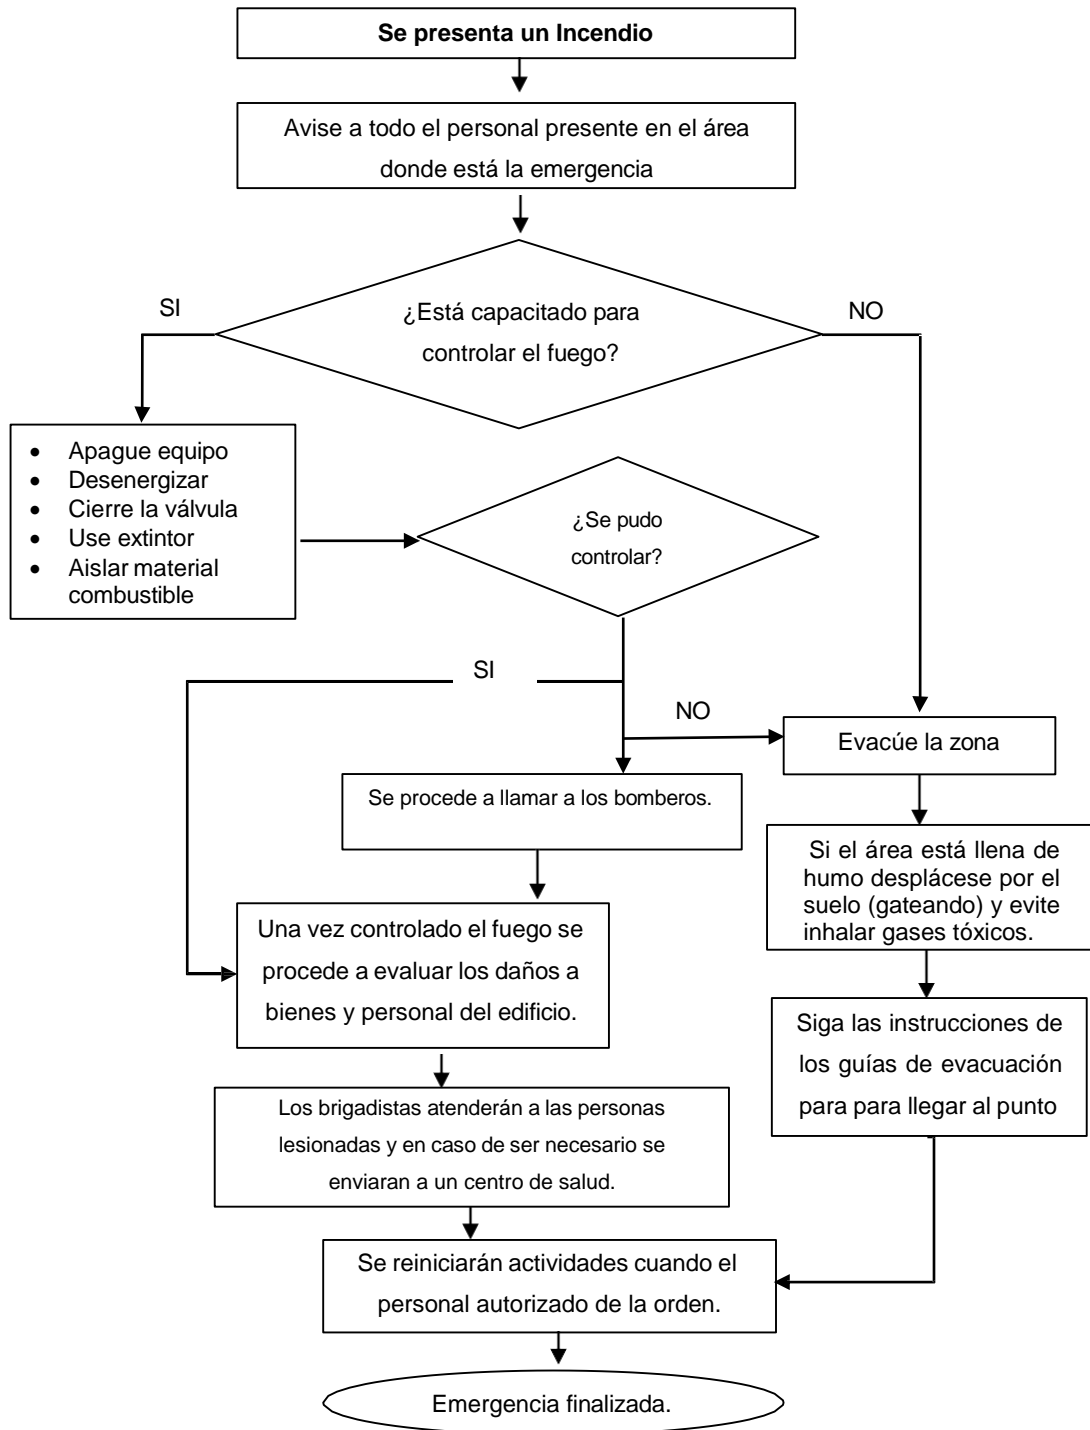 Se presenta un Incendio
Avise a todo el personal presente en el área
donde está la emergencia
SI
¿Está capacitado para
controlar el fuego?
NO
• Apague equipo
• Desenergizar
• Cierre la válvula
• Use extintor
• Aislar material
combustible
¿Se pudo
controlar?
SI
NO
Evacúe la zona
Se procede a llamar a los bomberos.
Si el área está llena de
humo desplácese por el
suelo (gateando) y evite
inhalar gases tóxicos.
Una vez controlado el fuego se
procede a evaluar los daños a
bienes y personal del edificio.
Siga las instrucciones de
los guías de evacuación
para para llegar al punto
Los brigadistas atenderán a las personas
lesionadas y en caso de ser necesario se
enviaran a un centro de salud.
Se reiniciarán actividades cuando el
personal autorizado de la orden.
Emergencia finalizada.